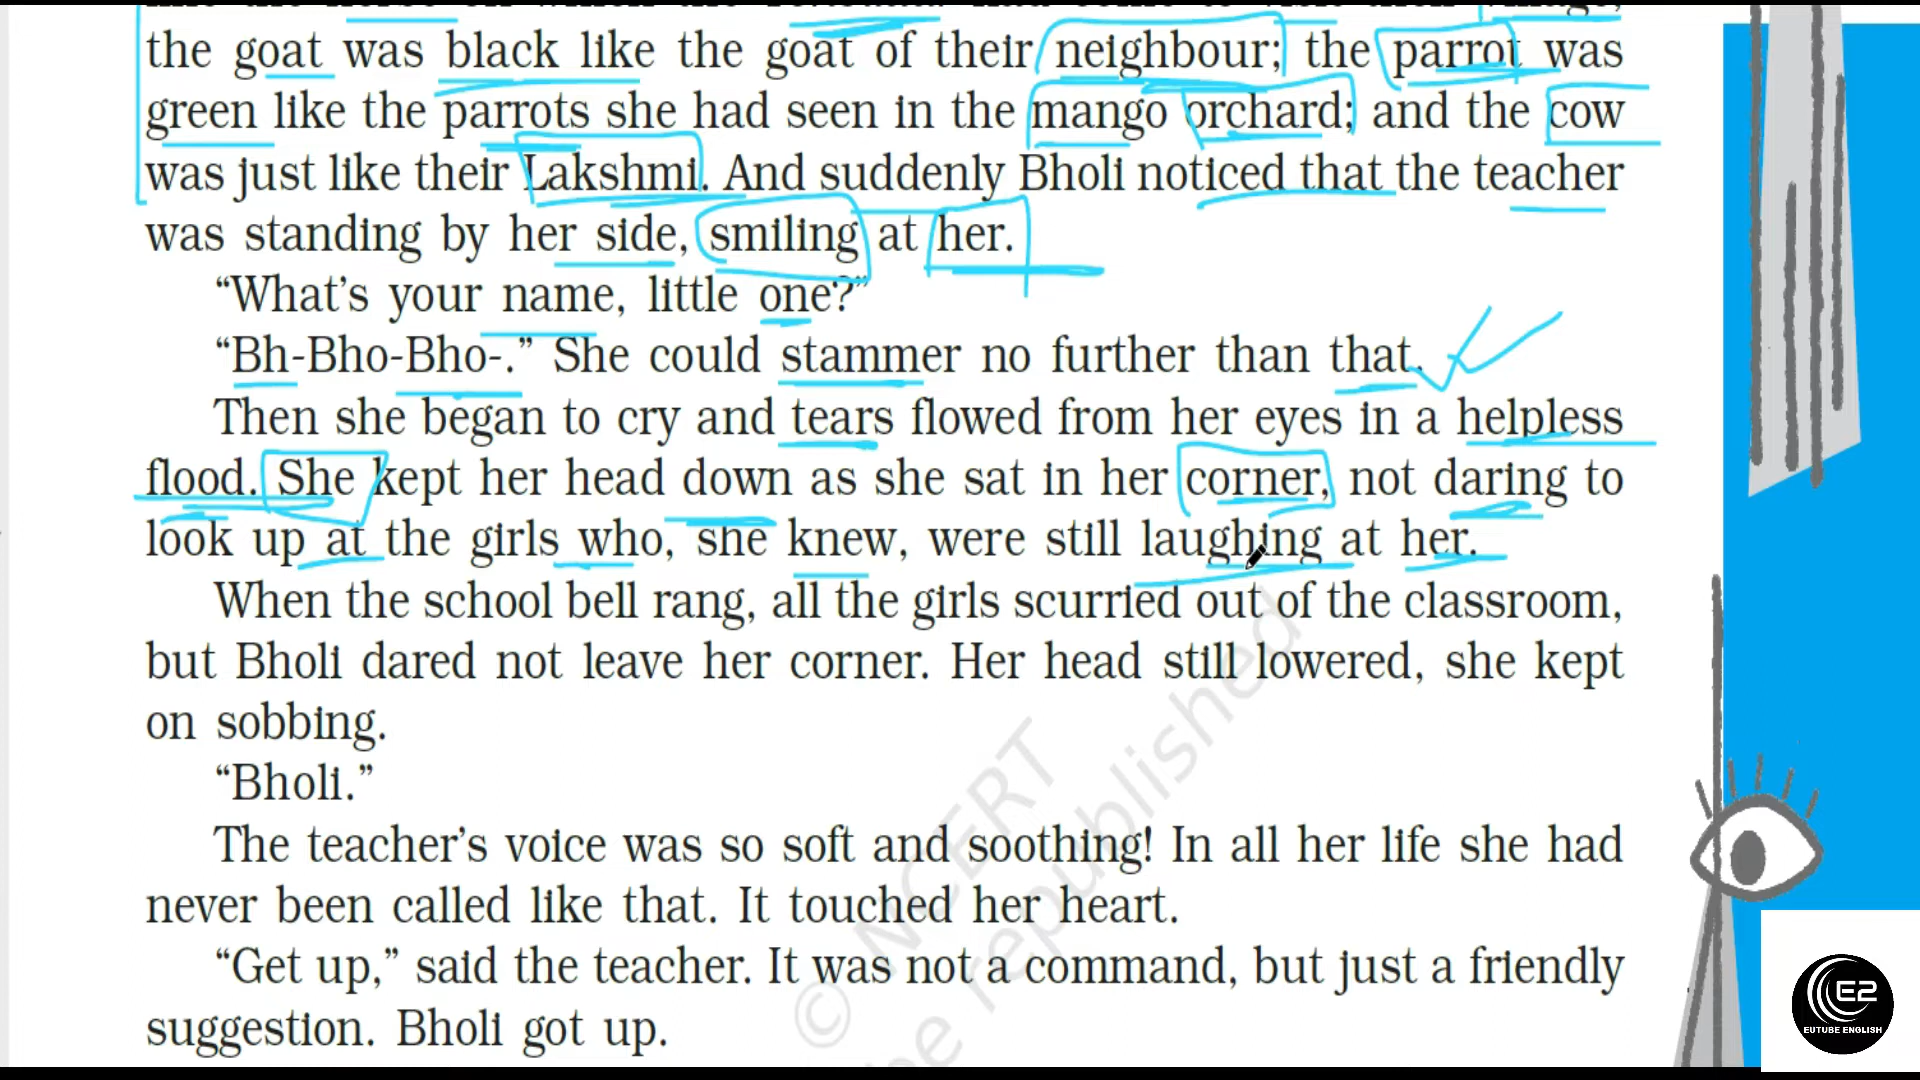 the goat was black like the goat of their neighbour; the parrot was
green like the parrots she had seen in the mango orchard; and the cow
was just like their Lakshmi. And suddenly Bholi noticed that the teacher
was standing by her side, smiling at her.
“What’s your name, little one?”
“Bh-Bho-Bho-.” She could stammer no further than that.
Then she began to cry and tears flowed from her eyes in a helpless
flood. She kept her head down as she sat in her corner, not daring to
look up at the girls who, she knew, were still laughing at her.
When the school bell rang, all the girls scurried out of the classroom,
but Bholi dared not leave her corner. Her head still lowered, she kept
on sobbing.
“Bholi.”
The teacher’s voice was so soft and soothing! In all her life she had
never been called like that. It touched her heart.
“Get up,” said the teacher. It was not a command, but just a friendly
suggestion. Bholi got up.
© NCERT
be republished
E2
EUTUBE ENGLISH